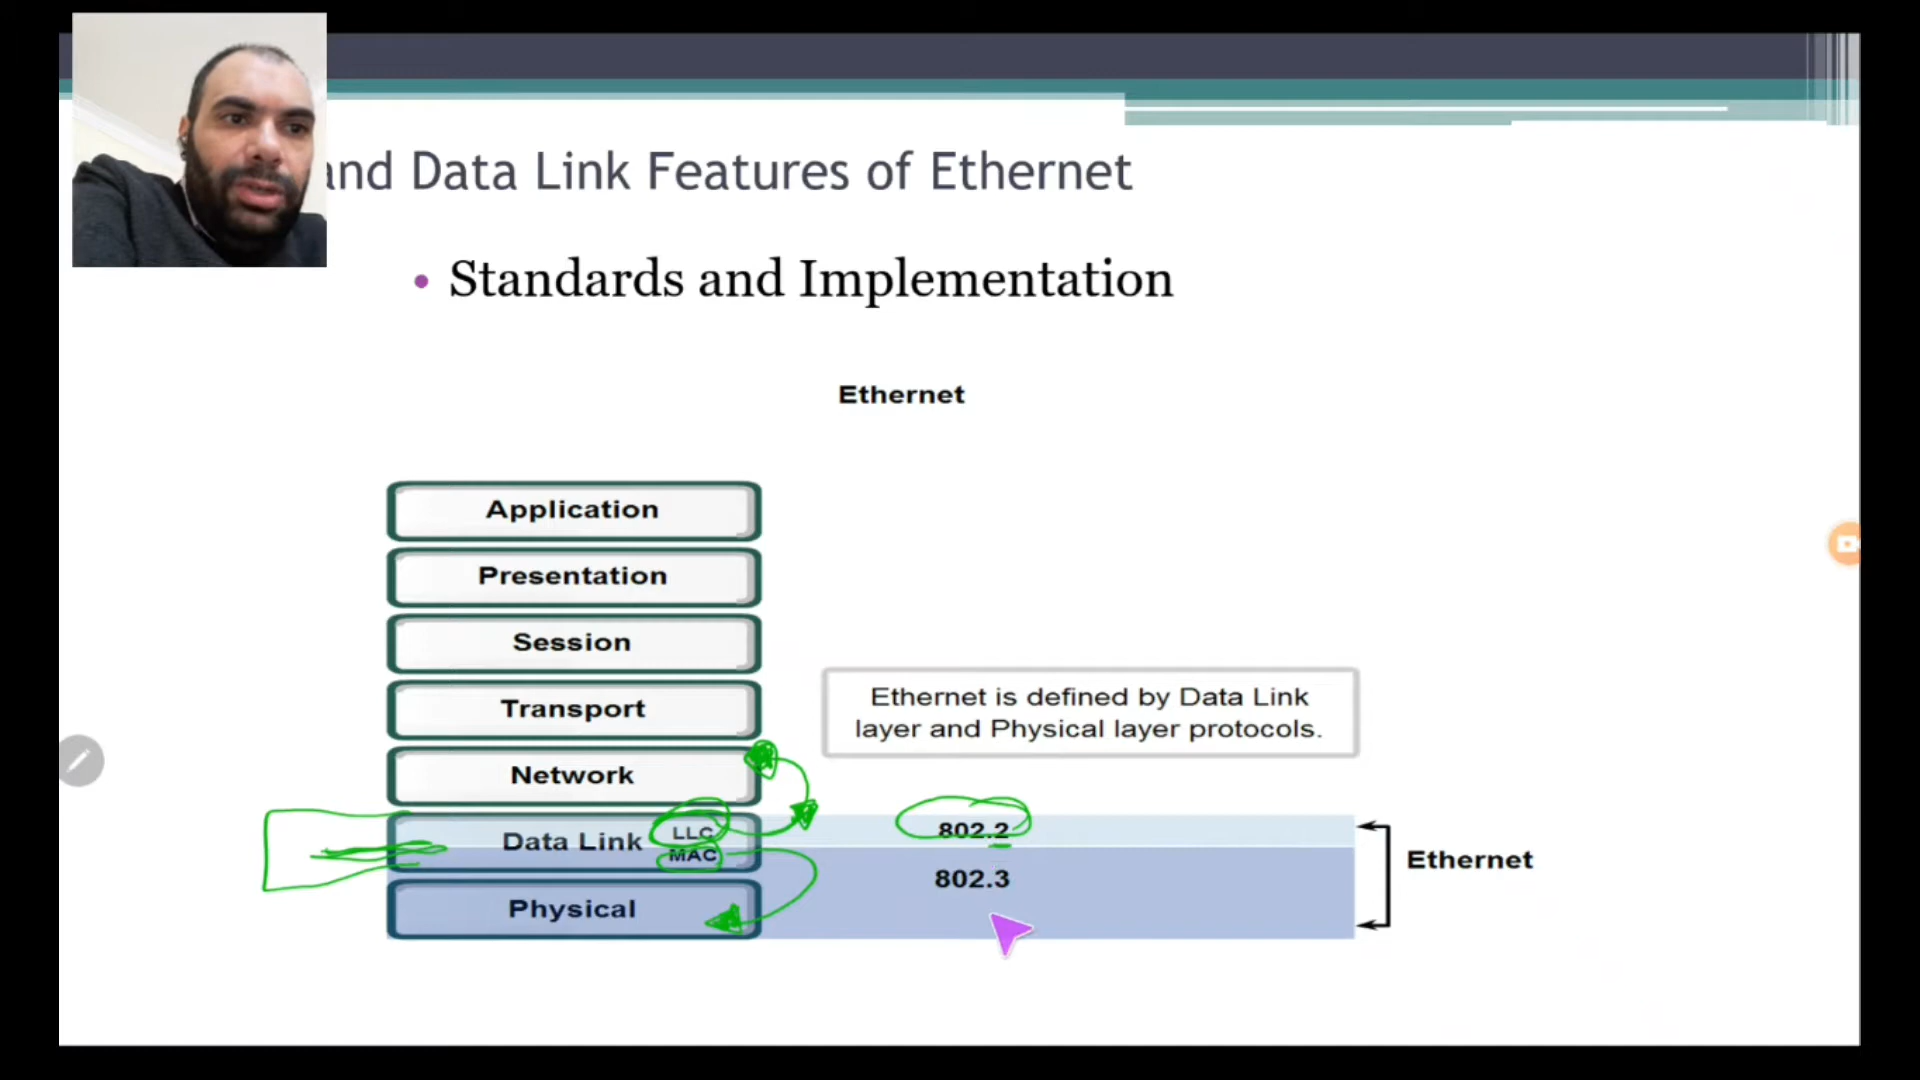 and Data Link Features of Ethernet
• Standards and Implementation
Ethernet
Application
Presentation
Session
Transport
Network
Ethernet is defined by Data Link
layer and Physical layer protocols.
Data Link
LLC
MAC
Physical
802.2
802.3
Ethernet